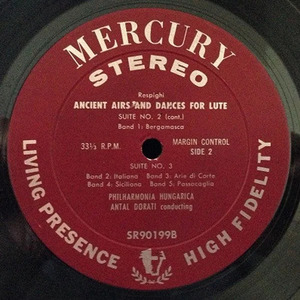 MERCURY
STEREO
Respighi
ANCIENT AIRS AND DANCES FOR LUTE
SUITE NO. 2 (cont.)
Band 1: Bergamasca
33⅓ R.P.M. MARGIN CONTROL
SIDE 2
SUITE NO. 3
Band 2: Italiana Band 3: Arie di Corte
Band 4: Siciliana Band 5: Passacaglia
PHILHARMONIA HUNGARICA
ANTAL DORATI conducting
SR90199B
LIVING PRESENCE
HIGH FIDELITY